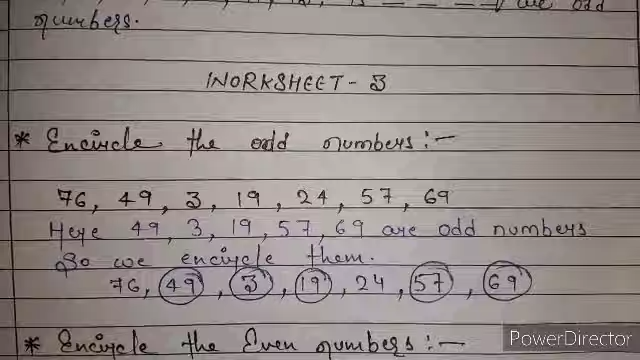 are odd
numbers.
WORKSHEET - 3
* Encircle the odd numbers:-
76, 49, 3, 19, 24, 57, 69
Here 49, 3, 19, 57, 69 are odd numbers
So we encircle them.
76, 49, 3, 19, 24, 57, 69
* Encircle the Even numbers:-
PowerDirector